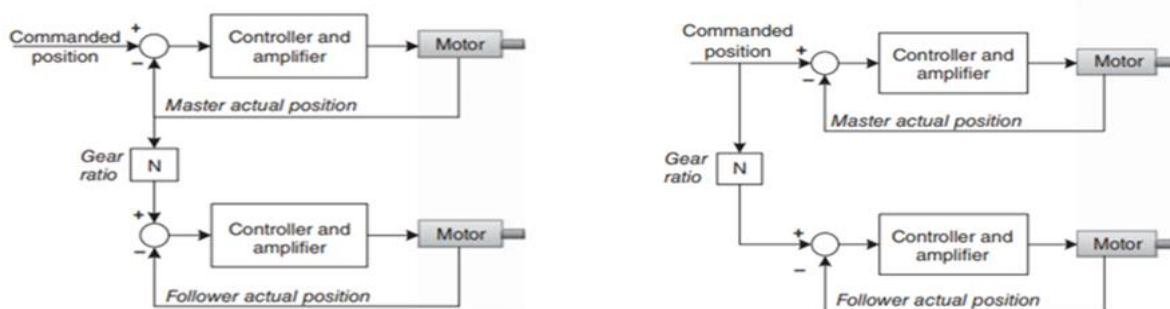 Commanded
position
+
−
Controller and
amplifier
Motor
Master actual position
Gear
ratio
N
+
−
Controller and
amplifier
Motor
Follower actual position
Commanded
position
+
−
Controller and
amplifier
Motor
Master actual position
Gear
ratio
N
+
−
Controller and
amplifier
Motor
Follower actual position